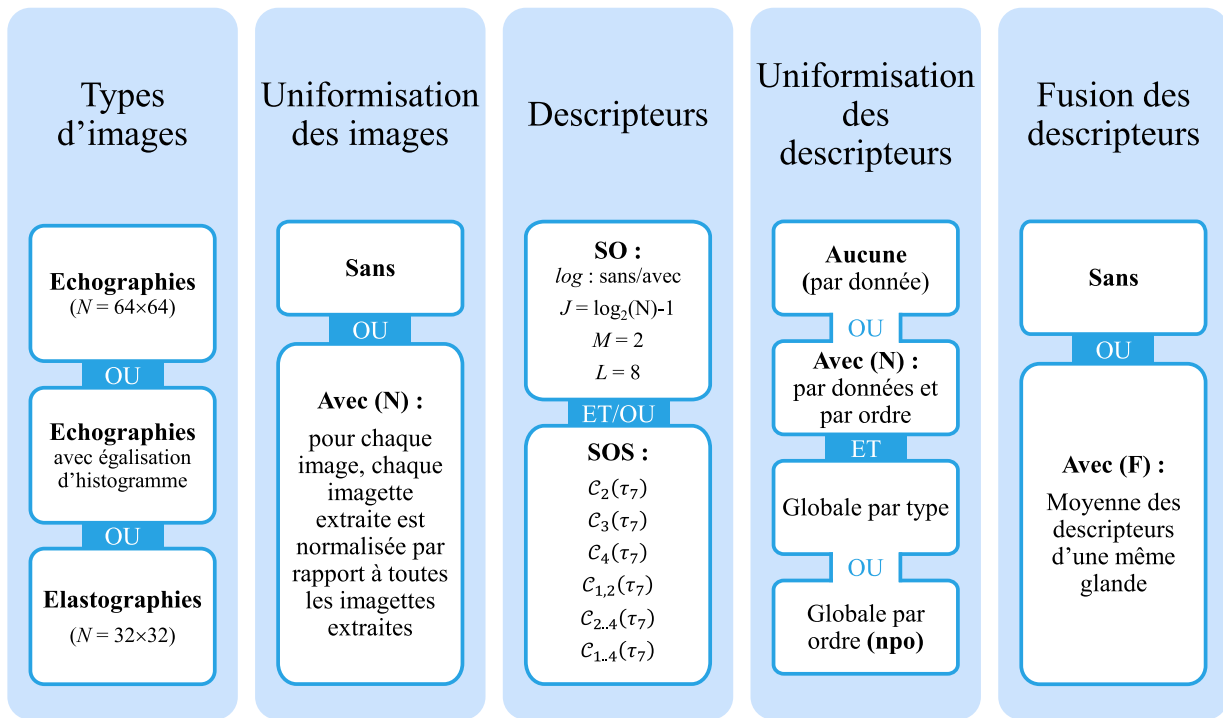 Types
d’images
Echographies
(N = 64×64)
OU
Echographies
avec égalisation
d’histogramme
OU
Elastographies
(N = 32×32)
Uniformisation
des images
Sans
OU
Avec (N) :
pour chaque
image, chaque
imagette
extraite est
normalisée par
rapport à toutes
les imagettes
extraites
Descripteurs
SO :
log : sans/avec
J = log₂(N)-1
M = 2
L = 8
ET/OU
SOS :
𝒞₂(τ₇)
𝒞₃(τ₇)
𝒞₄(τ₇)
𝒞₁,₂(τ₇)
𝒞₂..₄(τ₇)
𝒞₁..₄(τ₇)
Uniformisation
des
descripteurs
Aucune
(par donnée)
OU
Avec (N) :
par données et
par ordre
ET
Globale par type
OU
Globale par
ordre (npo)
Fusion des
descripteurs
Sans
OU
Avec (F) :
Moyenne des
descripteurs
d’une même
glande